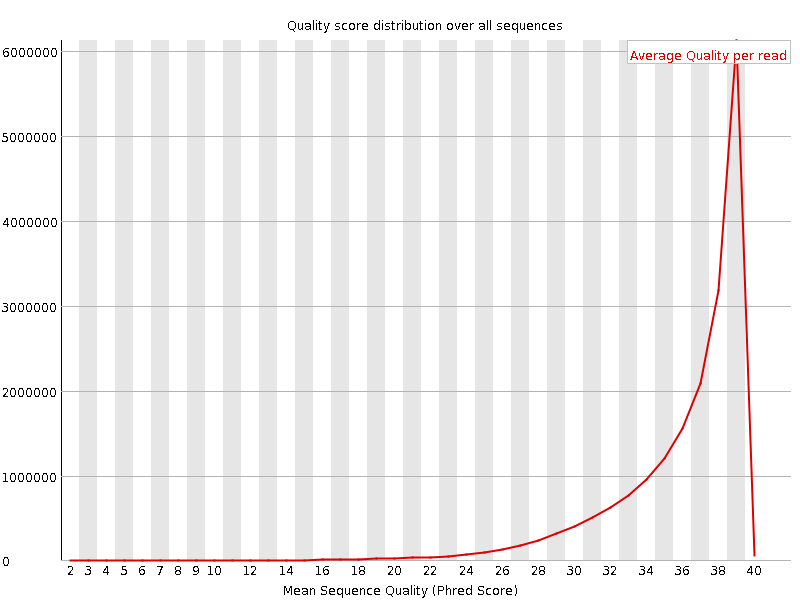 Quality score distribution over all sequences
Average Quality per read
6000000
5000000
4000000
3000000
2000000
1000000
0
2 3 4 5 6 7 8 9 10 12 14 16 18 20 22 24 26 28 30 32 34 36 38 40
Mean Sequence Quality (Phred Score)